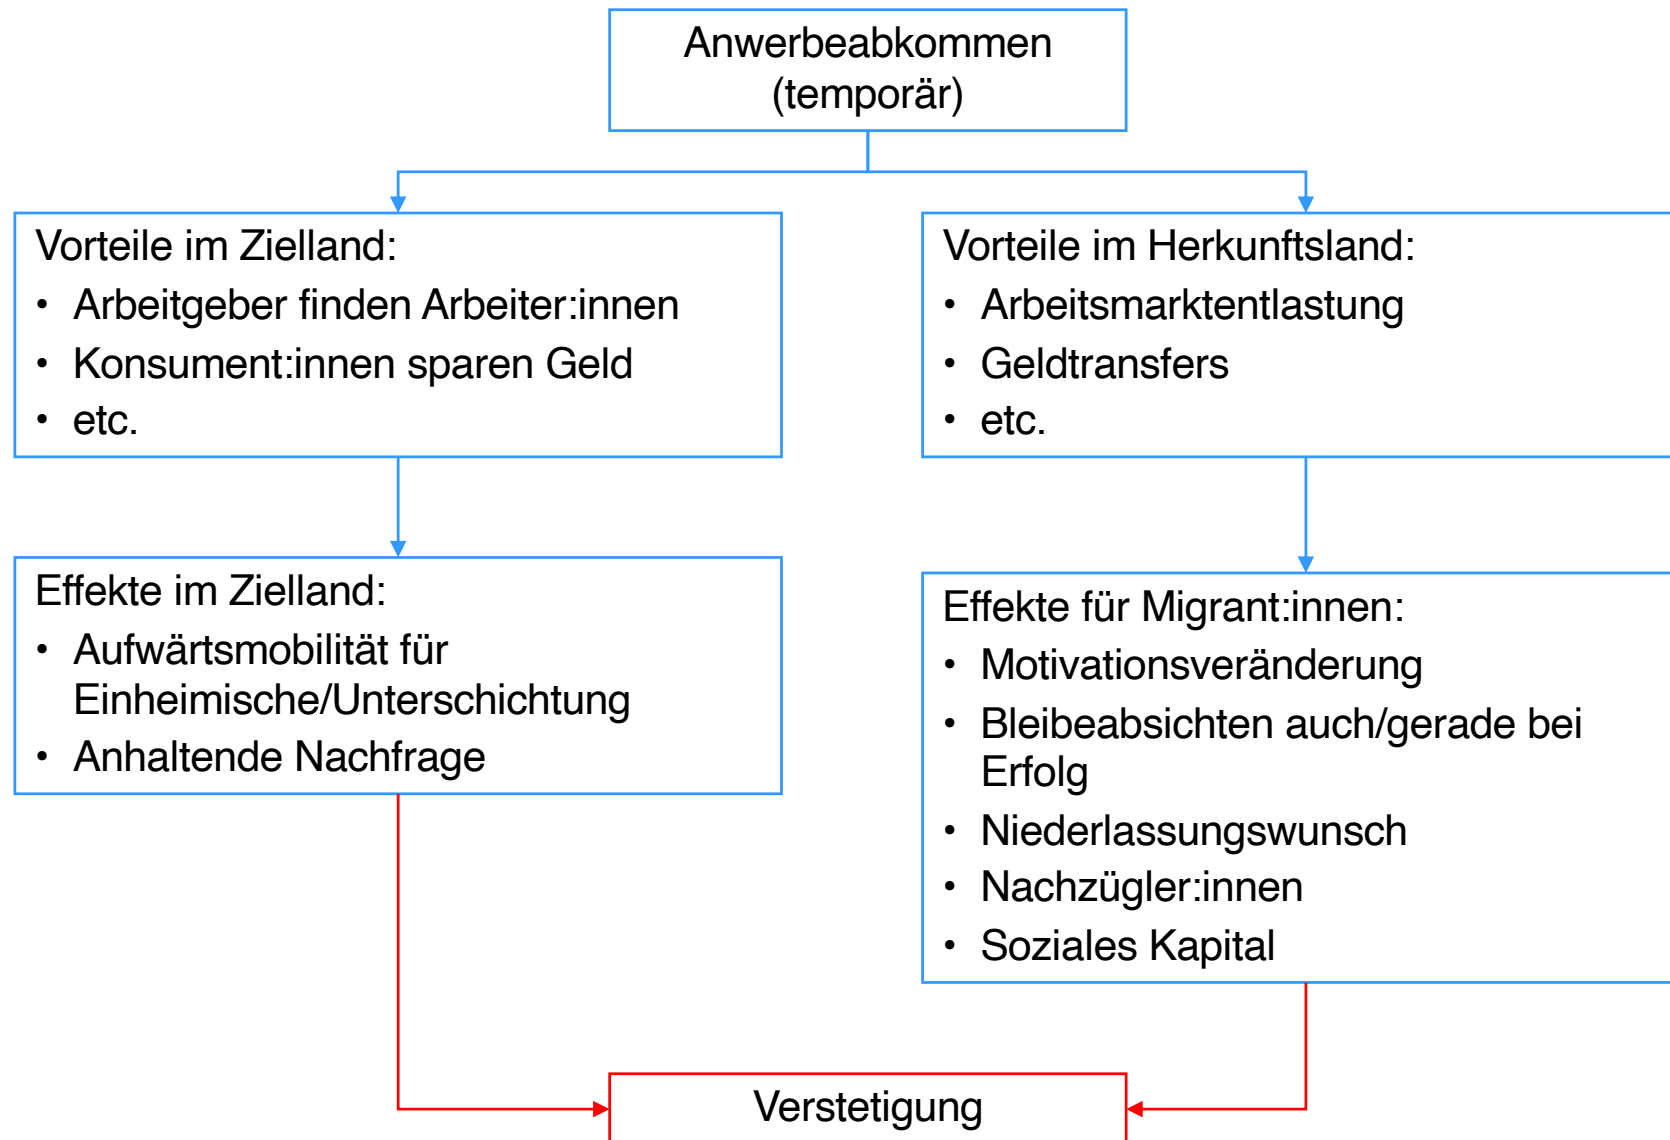 Anwerbeabkommen
(temporär)
Vorteile im Zielland:
• Arbeitgeber finden Arbeiter:innen
• Konsument:innen sparen Geld
• etc.
Vorteile im Herkunftsland:
• Arbeitsmarktentlastung
• Geldtransfers
• etc.
Effekte im Zielland:
• Aufwärtsmobilität für
Einheimische/Unterschichtung
• Anhaltende Nachfrage
Effekte für Migrant:innen:
• Motivationsveränderung
• Bleibeabsichten auch/gerade bei
Erfolg
• Niederlassungswunsch
• Nachzügler:innen
• Soziales Kapital
Verstetigung